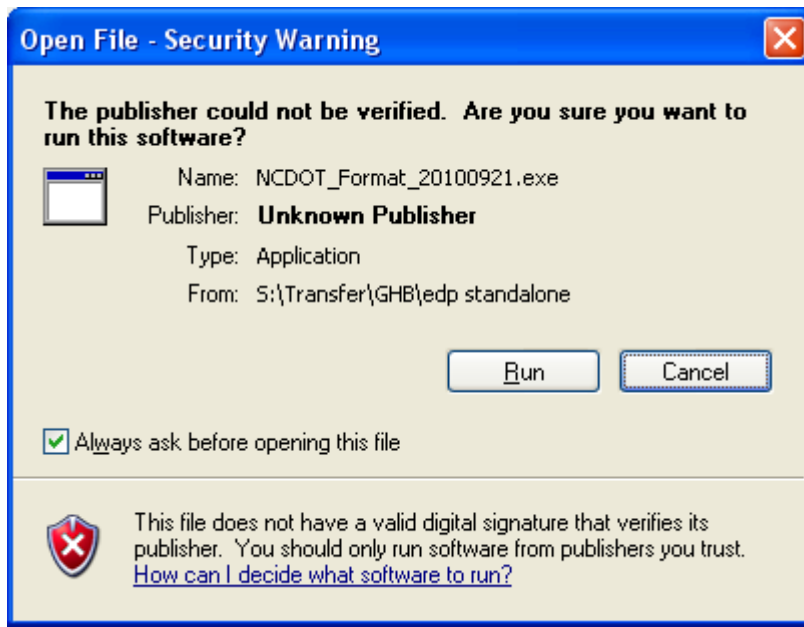 Open File - Security Warning
The publisher could not be verified.  Are you sure you want to
run this software?
Name: NCDOT_Format_20100921.exe
Publisher: Unknown Publisher
Type: Application
From: S:\Transfer\GHB\edp standalone
Run Cancel
Always ask before opening this file
This file does not have a valid digital signature that verifies its
publisher.  You should only run software from publishers you trust.
How can I decide what software to run?